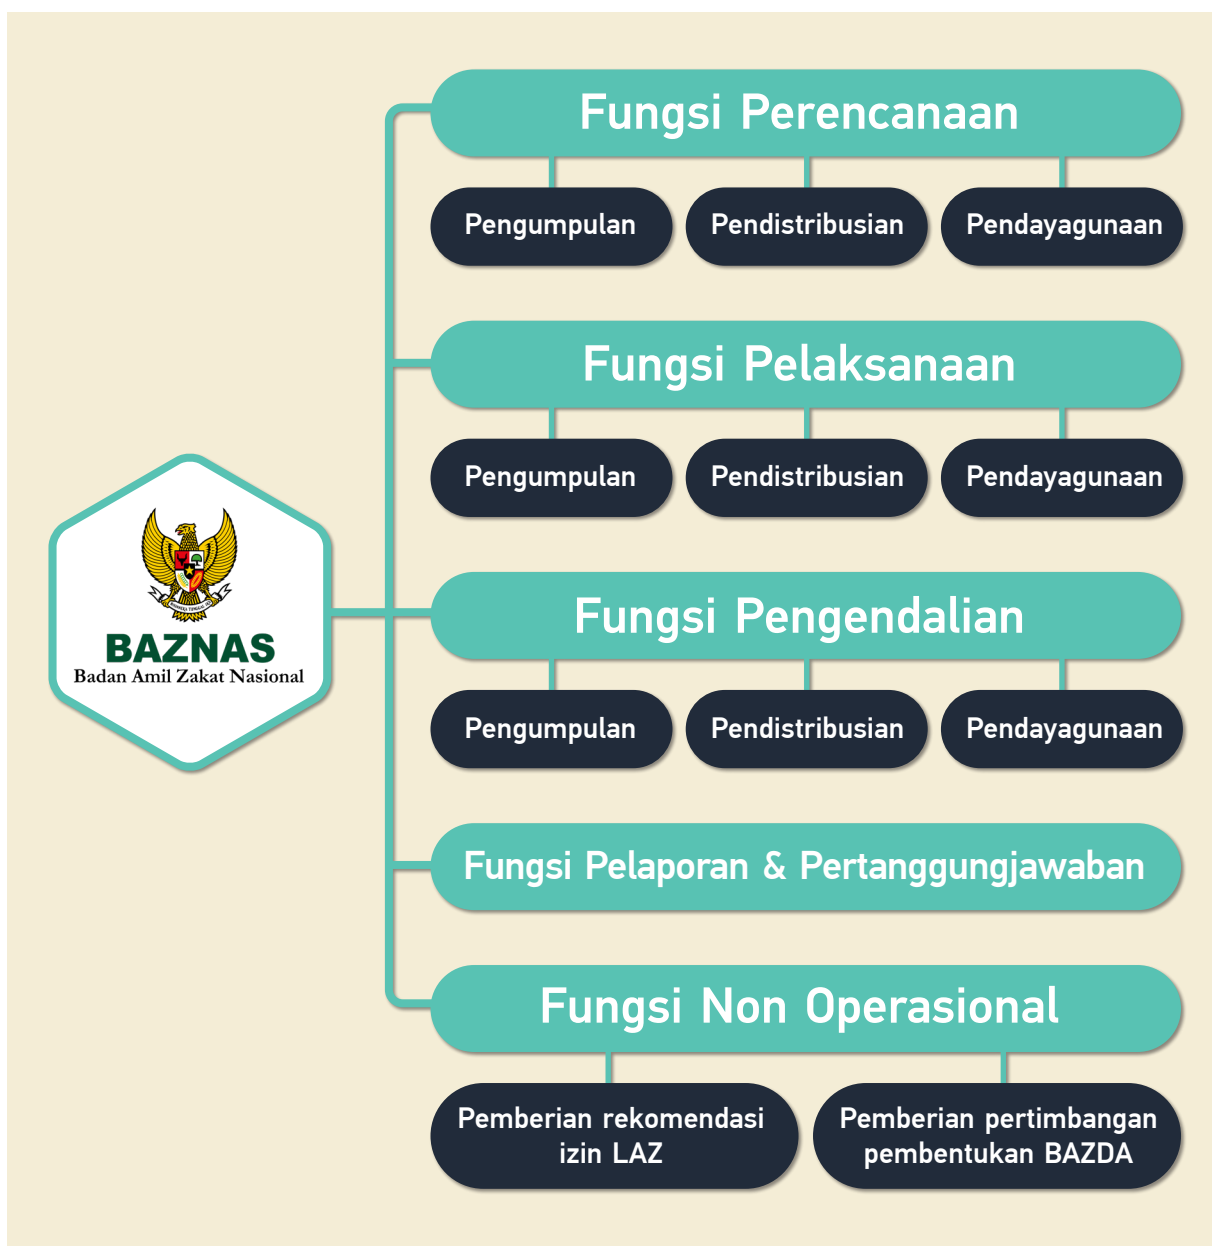 Fungsi Perencanaan
Pengumpulan
Pendistribusian
Pendayagunaan
Fungsi Pelaksanaan
Pengumpulan
Pendistribusian
Pendayagunaan
BAZNAS
Badan Amil Zakat Nasional
Fungsi Pengendalian
Pengumpulan
Pendistribusian
Pendayagunaan
Fungsi Pelaporan & Pertanggungjawaban
Fungsi Non Operasional
Pemberian rekomendasi
izin LAZ
Pemberian pertimbangan
pembentukan BAZDA